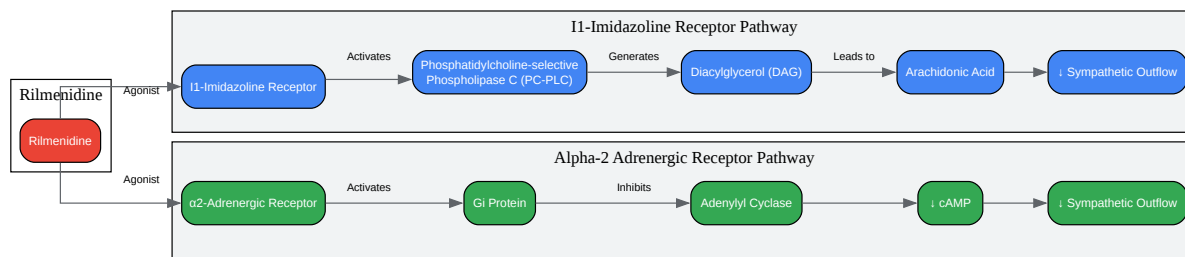 I1-Imidazoline Receptor Pathway
Activates
Generates
Leads to
Phosphatidylcholine-selective
Phospholipase C (PC-PLC)
Diacylglycerol (DAG)
Arachidonic Acid
↓ Sympathetic Outflow
I1-Imidazoline Receptor
Agonist
Rilmenidine
Rilmenidine
Alpha-2 Adrenergic Receptor Pathway
Agonist
Activates
Inhibits
α2-Adrenergic Receptor
Gi Protein
Adenylyl Cyclase
↓ cAMP
↓ Sympathetic Outflow